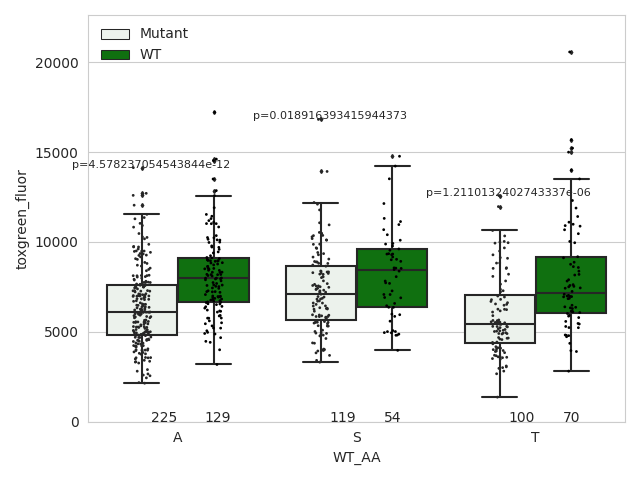 Mutant
WT
20000
15000
10000
5000
0
toxgreen_fluor
p=4.578237054543844e-12
p=0.018916393415944373
p=1.2110132402743337e-06
225 129 119 54 100 70
A S T
WT_AA